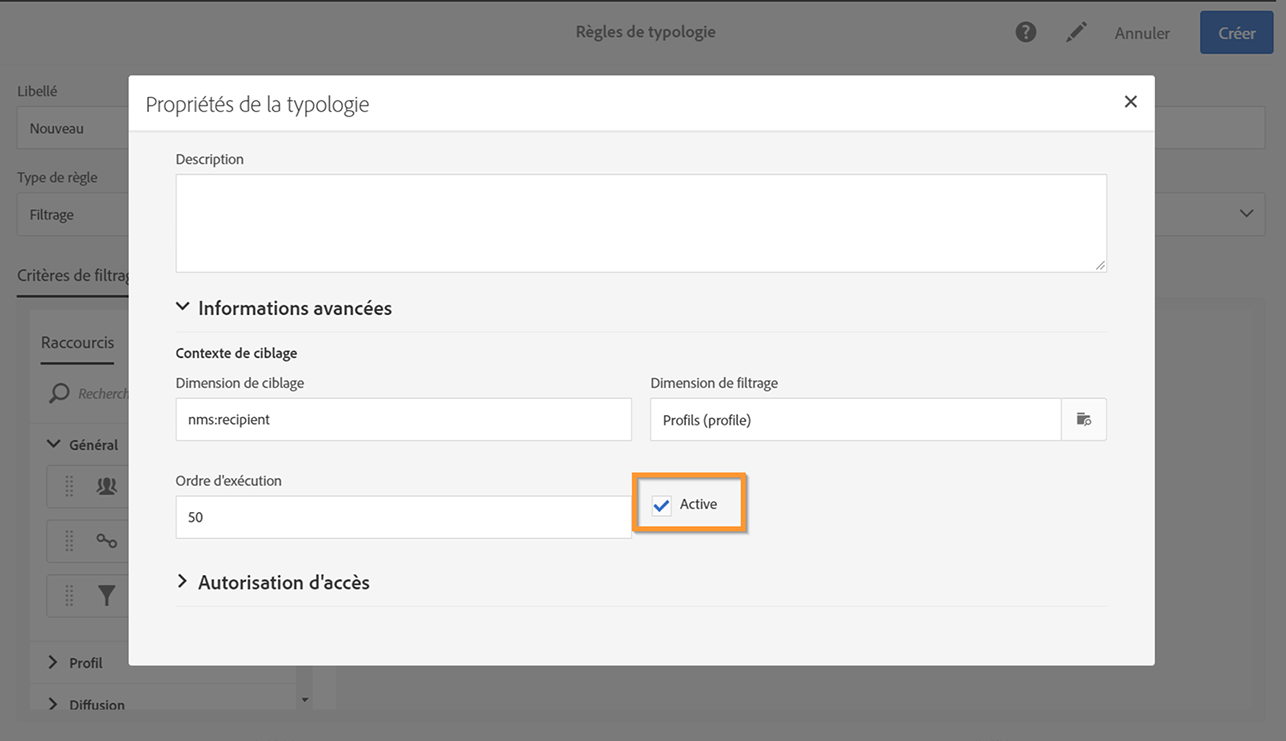 Règles de typologie
Annuler
Créer
Libellé
Nouveau
Type de règle
Filtrage
Critères de filtrag
Raccourcis
Recherch
Général
Profil
Diffusion
Propriétés de la typologie
Description
Informations avancées
Contexte de ciblage
Dimension de ciblage
Dimension de filtrage
nms:recipient
Profils (profile)
Ordre d'exécution
50
Active
Autorisation d'accès